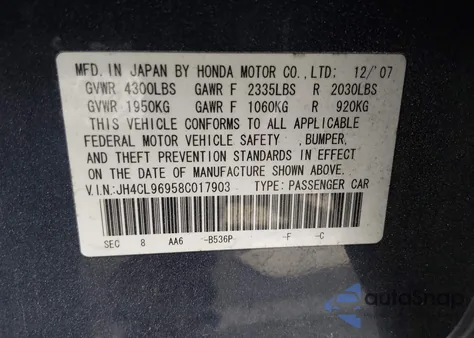 MFD. IN JAPAN BY HONDA MOTOR CO., LTD: 12/'07
GVWR 4300LBS GAWR F 2335LBS R 2030LBS
GVWR 1950KG GAWR F 1060KG R 920KG
THIS VEHICLE CONFORMS TO ALL APPLICABLE
FEDERAL MOTOR VEHICLE SAFETY , BUMPER,
AND THEFT PREVENTION STANDARDS IN EFFECT
ON THE DATE OF MANUFACTURE SHOWN ABOVE.
V.IN: JH4CL96958C017903 TYPE: PASSENGER CAR
SEC 8 AA6 -B536P -F -C
autoSnap